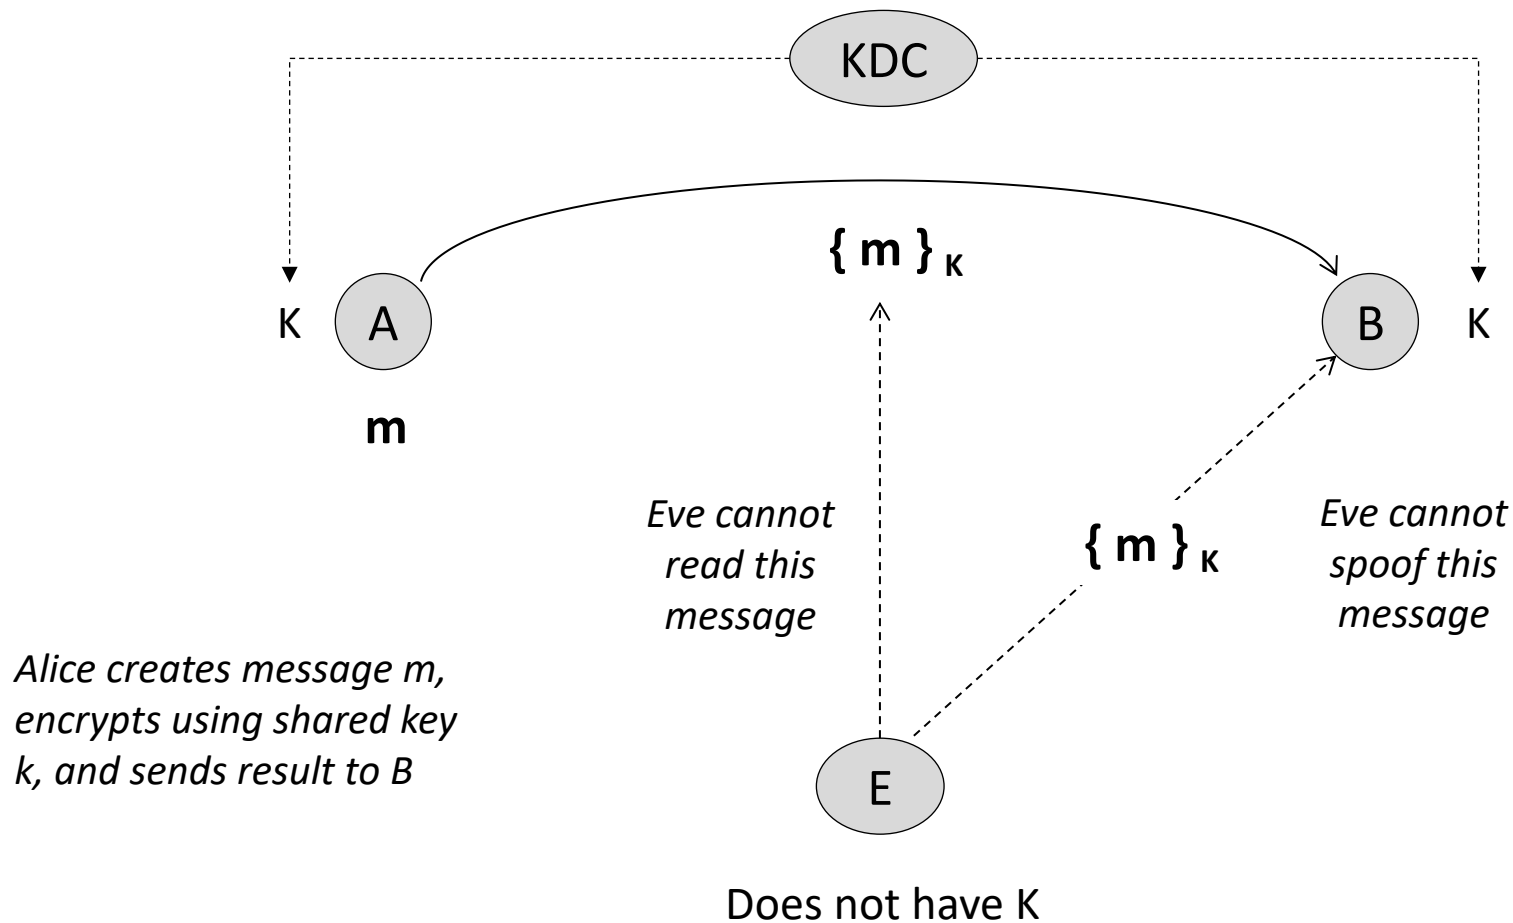 KDC
{ m } K
K
A
B
K
m
Eve cannot
read this
message
{ m } K
Eve cannot
spoof this
message
Alice creates message m,
encrypts using shared key
k, and sends result to B
E
Does not have K